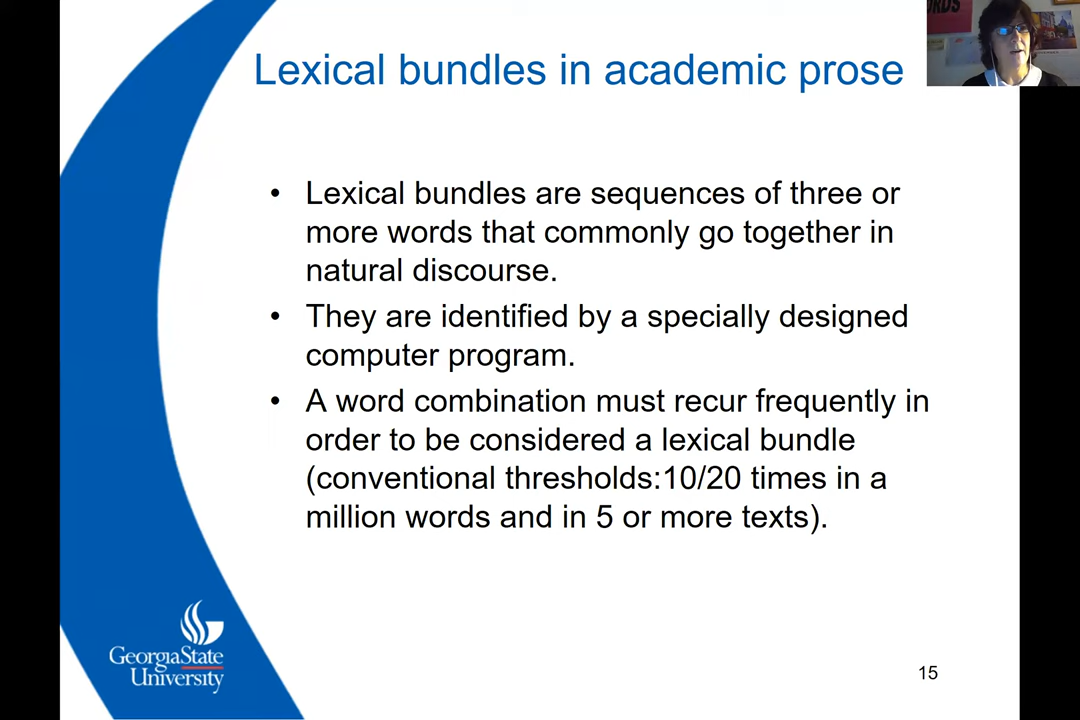 Lexical bundles in academic prose
RDS
• Lexical bundles are sequences of three or
more words that commonly go together in
natural discourse.
• They are identified by a specially designed
computer program.
• A word combination must recur frequently in
order to be considered a lexical bundle
(conventional thresholds:10/20 times in a
million words and in 5 or more texts).
GeorgiaState
University
15